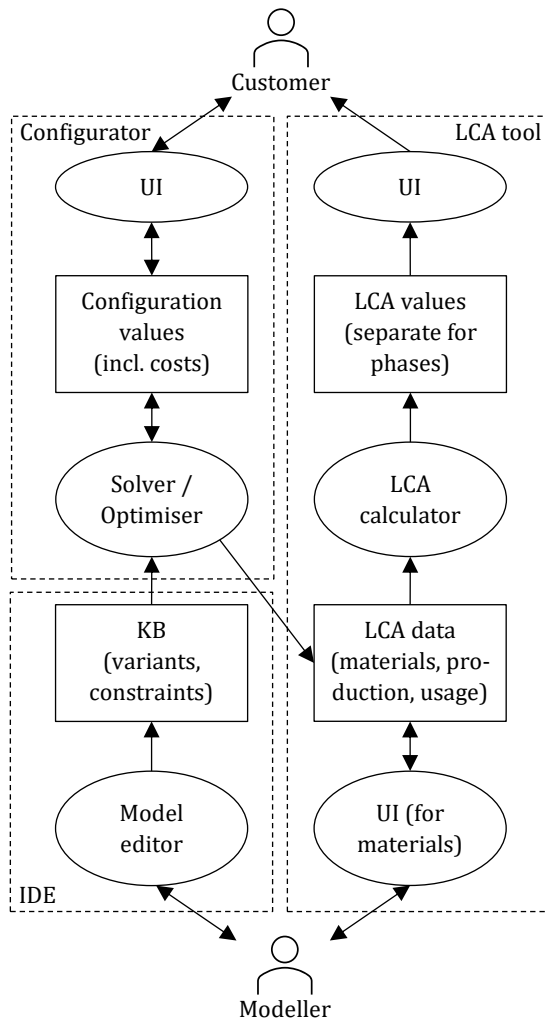 Customer
Configurator
LCA tool
UI
UI
Configuration
values
(incl. costs)
LCA values
(separate for
phases)
Solver /
Optimiser
LCA
calculator
KB
(variants,
constraints)
LCA data
(materials, pro-
duction, usage)
Model
editor
UI (for
materials)
IDE
Modeller